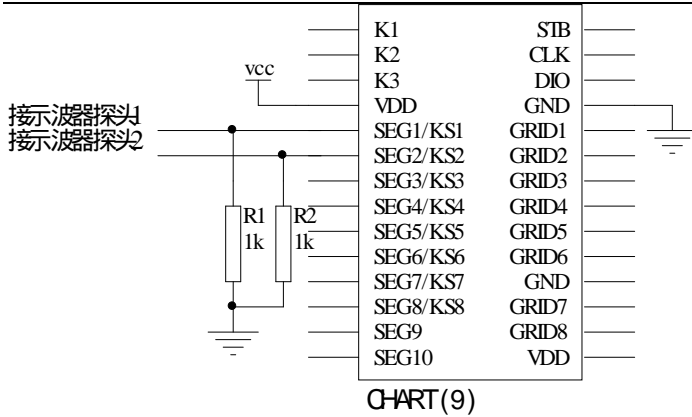 K1 STB
K2 CLK
K3 DIO
vcc
VDD GND
接示波器探头1
SEG1/KS1 GRID1
接示波器探头2
SEG2/KS2 GRID2
SEG3/KS3 GRID3
SEG4/KS4 GRID4
R1 R2
SEG5/KS5 GRID5
1k 1k
SEG6/KS6 GRID6
SEG7/KS7 GND
SEG8/KS8 GRID7
SEG9 GRID8
SEG10 VDD
CHART(9)